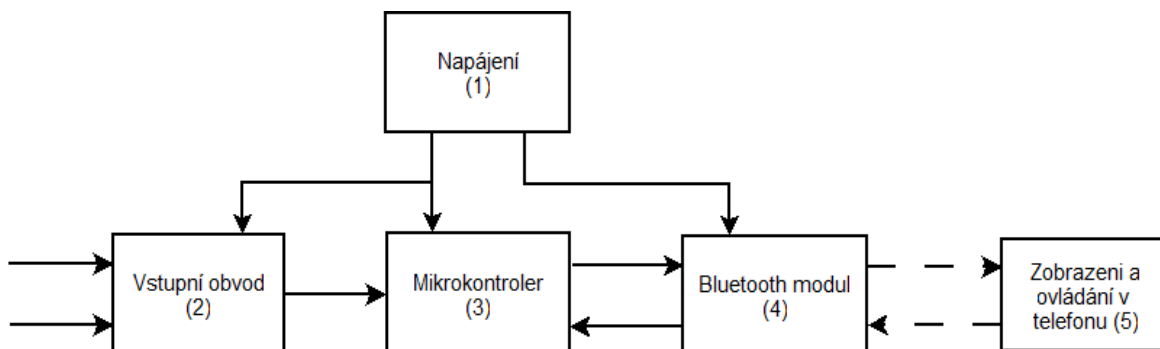 Napájení
(1)
Vstupní obvod
(2)
Mikrokontroler
(3)
Bluetooth modul
(4)
Zobrazeni a
ovládání v
telefonu (5)